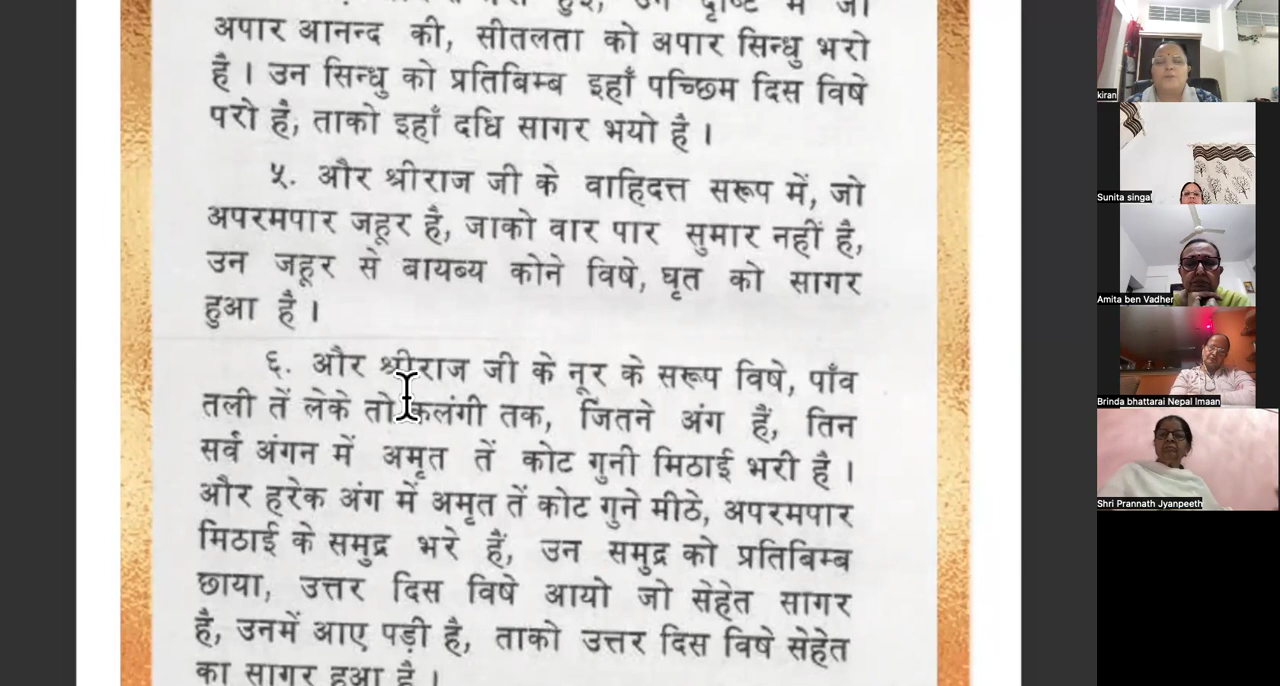 हुई, उन दृष्टि में जो
अपार आनन्द की, सीतलता को अपार सिन्धु भरो
है । उन सिन्धु को प्रतिबिम्ब इहाँ पच्छिम दिस विषे
परो है, ताको इहाँ दधि सागर भयो है ।
५. और श्रीराज जी के वाहिदत्त सरूप में, जो
अपरमपार जहूर है, जाको वार पार सुमार नहीं है,
उन जहूर से बायब्य कोने विषे, घृत को सागर
हुआ है ।
६. और श्रीराज जी के नूर के सरूप विषे, पाँव
तली तें लेके तो कलंगी तक, जितने अंग हैं, तिन
सर्व अंगन में अमृत तें कोट गुनी मिठाई भरी है ।
और हरेक अंग में अमृत तें कोट गुने मीठे, अपरमपार
मिठाई के समुद्र भरे हैं, उन समुद्र को प्रतिबिम्ब
छाया, उत्तर दिस विषे आयो जो सेहेत सागर
है, उनमें आए पड़ी है, ताको उत्तर दिस विषे सेहेत
का सागर हुआ है ।
kiran
Sunita singal
Amita ben Vadher
Brinda bhattarai Nepal Imaan
Shri Prannath Jyanpeeth